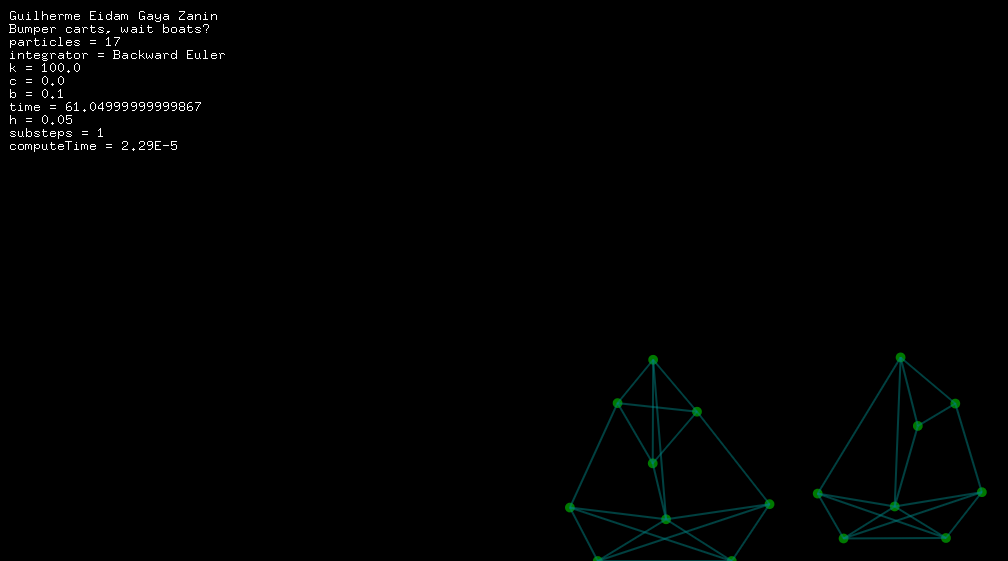 Guilherme Eidam Gaya Zanin
Bumper carts, wait boats?
particles = 17
integrator = Backward Euler
k = 100.0
c = 0.0
b = 0.1
time = 61.04999999999867
h = 0.05
substeps = 1
computeTime = 2.29E-5